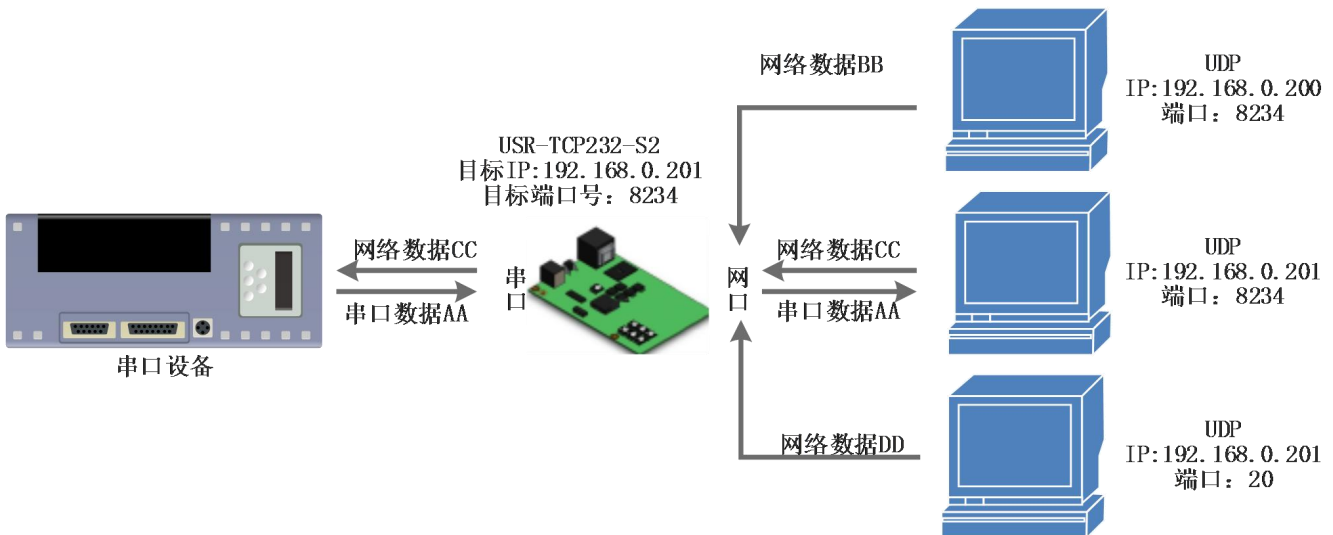 网络数据BB
UDP
IP:192.168.0.200
端口：8234
USR-TCP232-S2
目标IP:192.168.0.201
目标端口号：8234
网络数据CC
串口数据AA
串口
网口
网络数据CC
串口数据AA
UDP
IP:192.168.0.201
端口：8234
串口设备
网络数据DD
UDP
IP:192.168.0.201
端口：20